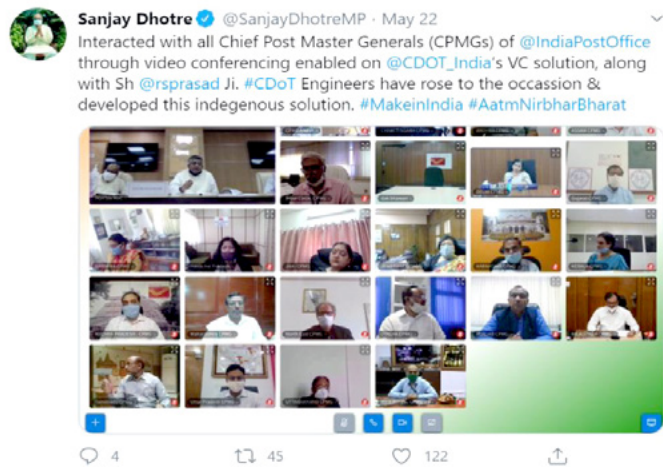 Sanjay Dhotre @SanjayDhotreMP · May 22
Interacted with all Chief Post Master Generals (CPMGs) of @IndiaPostOffice
through video conferencing enabled on @CDOT_India's VC solution, along
with Sh @rsprasad Ji. #CDoT Engineers have rose to the occassion &
developed this indegenous solution. #MakeinIndia #AatmNirbharBharat
4 45 122